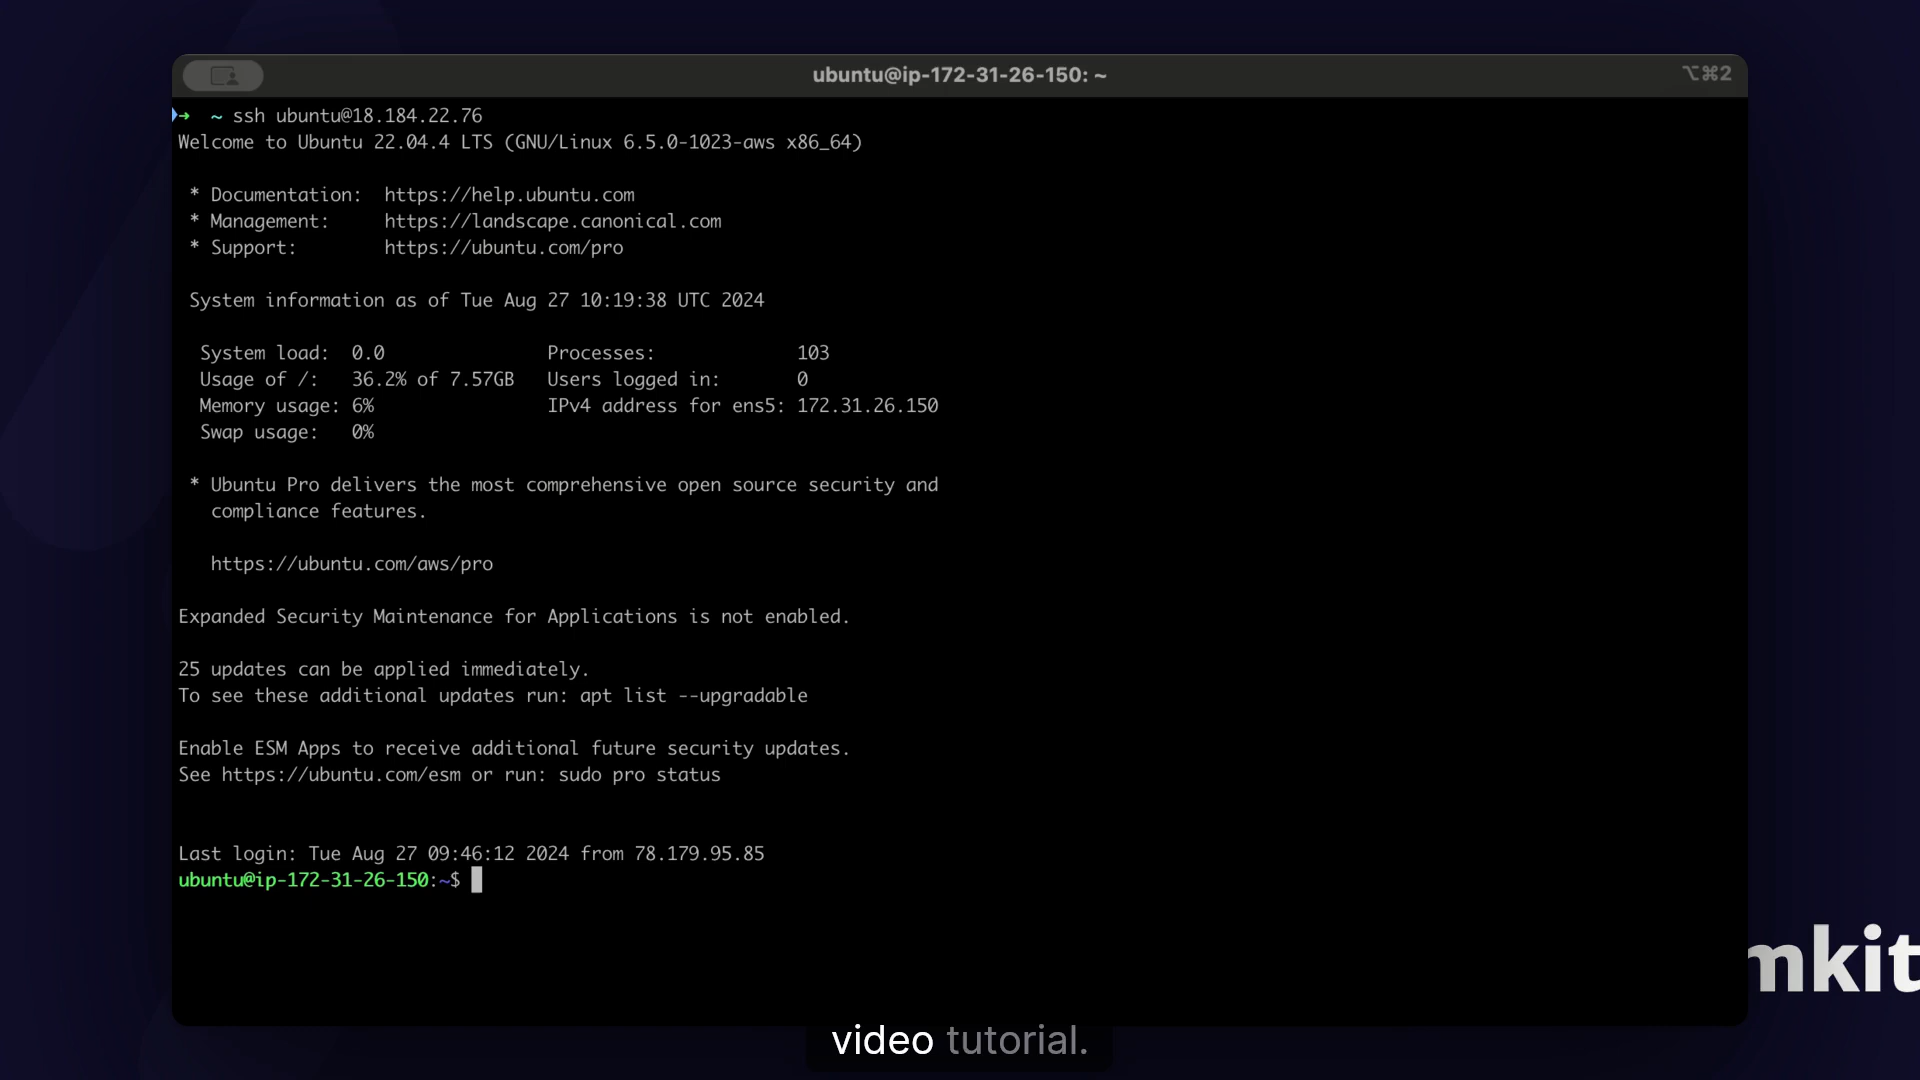 ubuntu@ip-172-31-26-150: ~
⌥⌘2
➜ ~ ssh ubuntu@18.184.22.76
Welcome to Ubuntu 22.04.4 LTS (GNU/Linux 6.5.0-1023-aws x86_64)
* Documentation: https://help.ubuntu.com
* Management: https://landscape.canonical.com
* Support: https://ubuntu.com/pro
System information as of Tue Aug 27 10:19:38 UTC 2024
System load: 0.0 Processes: 103
Usage of /: 36.2% of 7.57GB Users logged in: 0
Memory usage: 6% IPv4 address for ens5: 172.31.26.150
Swap usage: 0%
* Ubuntu Pro delivers the most comprehensive open source security and
compliance features.
https://ubuntu.com/aws/pro
Expanded Security Maintenance for Applications is not enabled.
25 updates can be applied immediately.
To see these additional updates run: apt list --upgradable
Enable ESM Apps to receive additional future security updates.
See https://ubuntu.com/esm or run: sudo pro status
Last login: Tue Aug 27 09:46:12 2024 from 78.179.95.85
ubuntu@ip-172-31-26-150:~$
mkit
video tutorial.